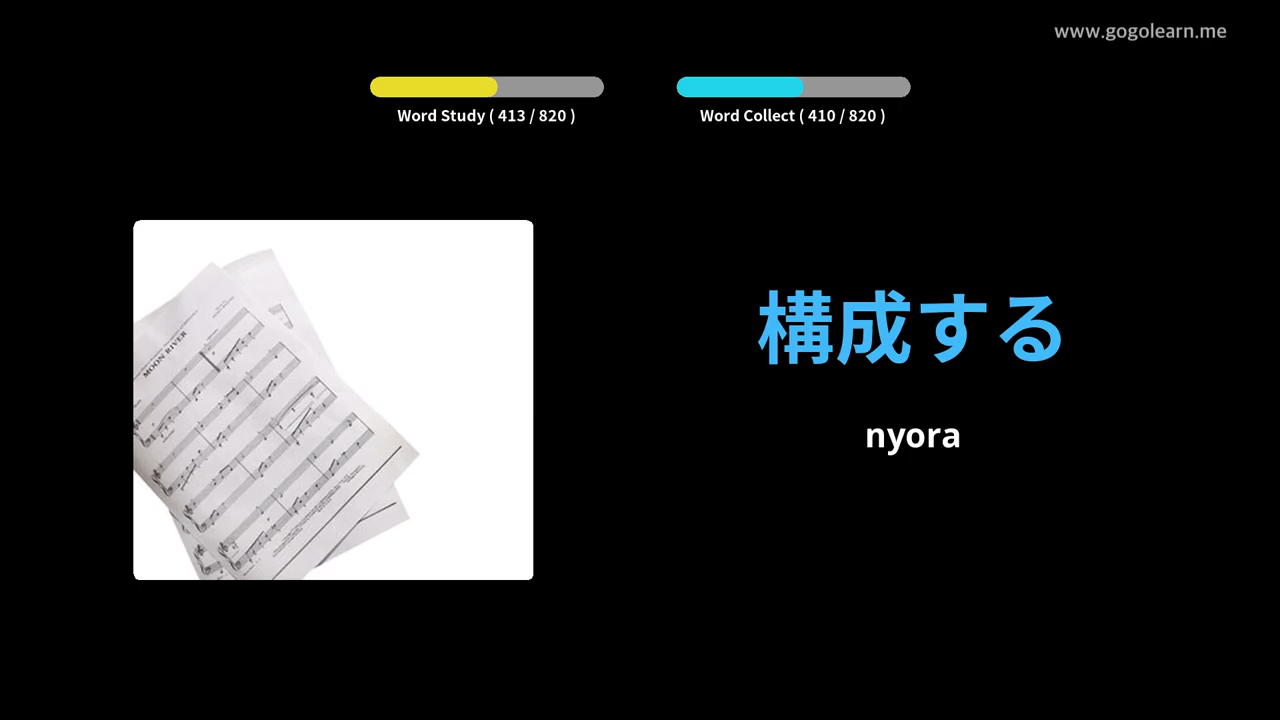 www.gogolearn.me
Word Study ( 413 / 820 )
Word Collect ( 410 / 820 )
MOON RIVER
構成する
nyora